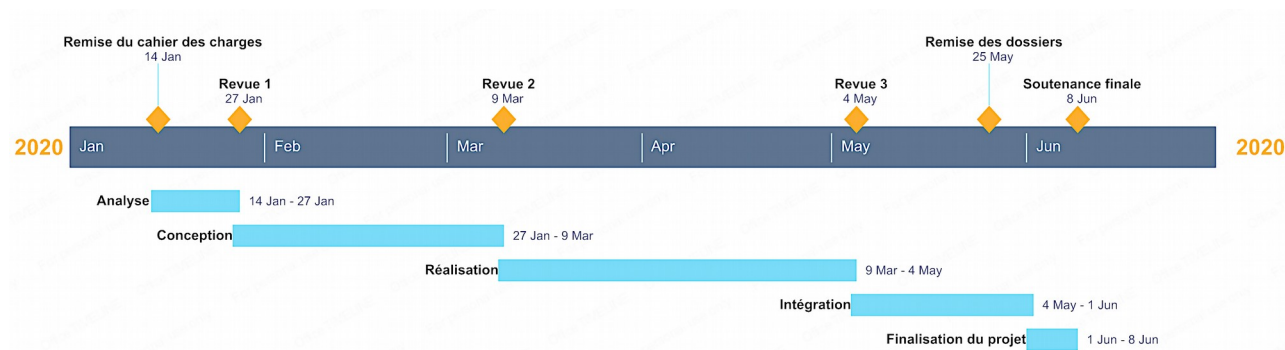 Remise du cahier des charges
14 Jan
Remise des dossiers
25 May
Revue 1
27 Jan
Revue 2
9 Mar
Revue 3
4 May
Soutenance finale
8 Jun
2020 Jan Feb Mar Apr May Jun 2020
Analyse 14 Jan - 27 Jan
Conception 27 Jan - 9 Mar
Réalisation 9 Mar - 4 May
Intégration 4 May - 1 Jun
Finalisation du projet 1 Jun - 8 Jun